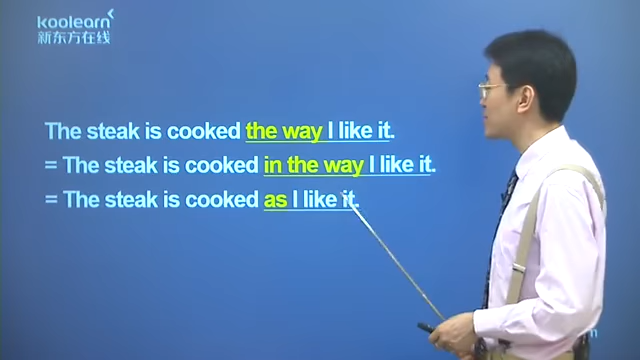 koolearn
新东方在线
The steak is cooked the way I like it.
= The steak is cooked in the way I like it.
= The steak is cooked as I like it.